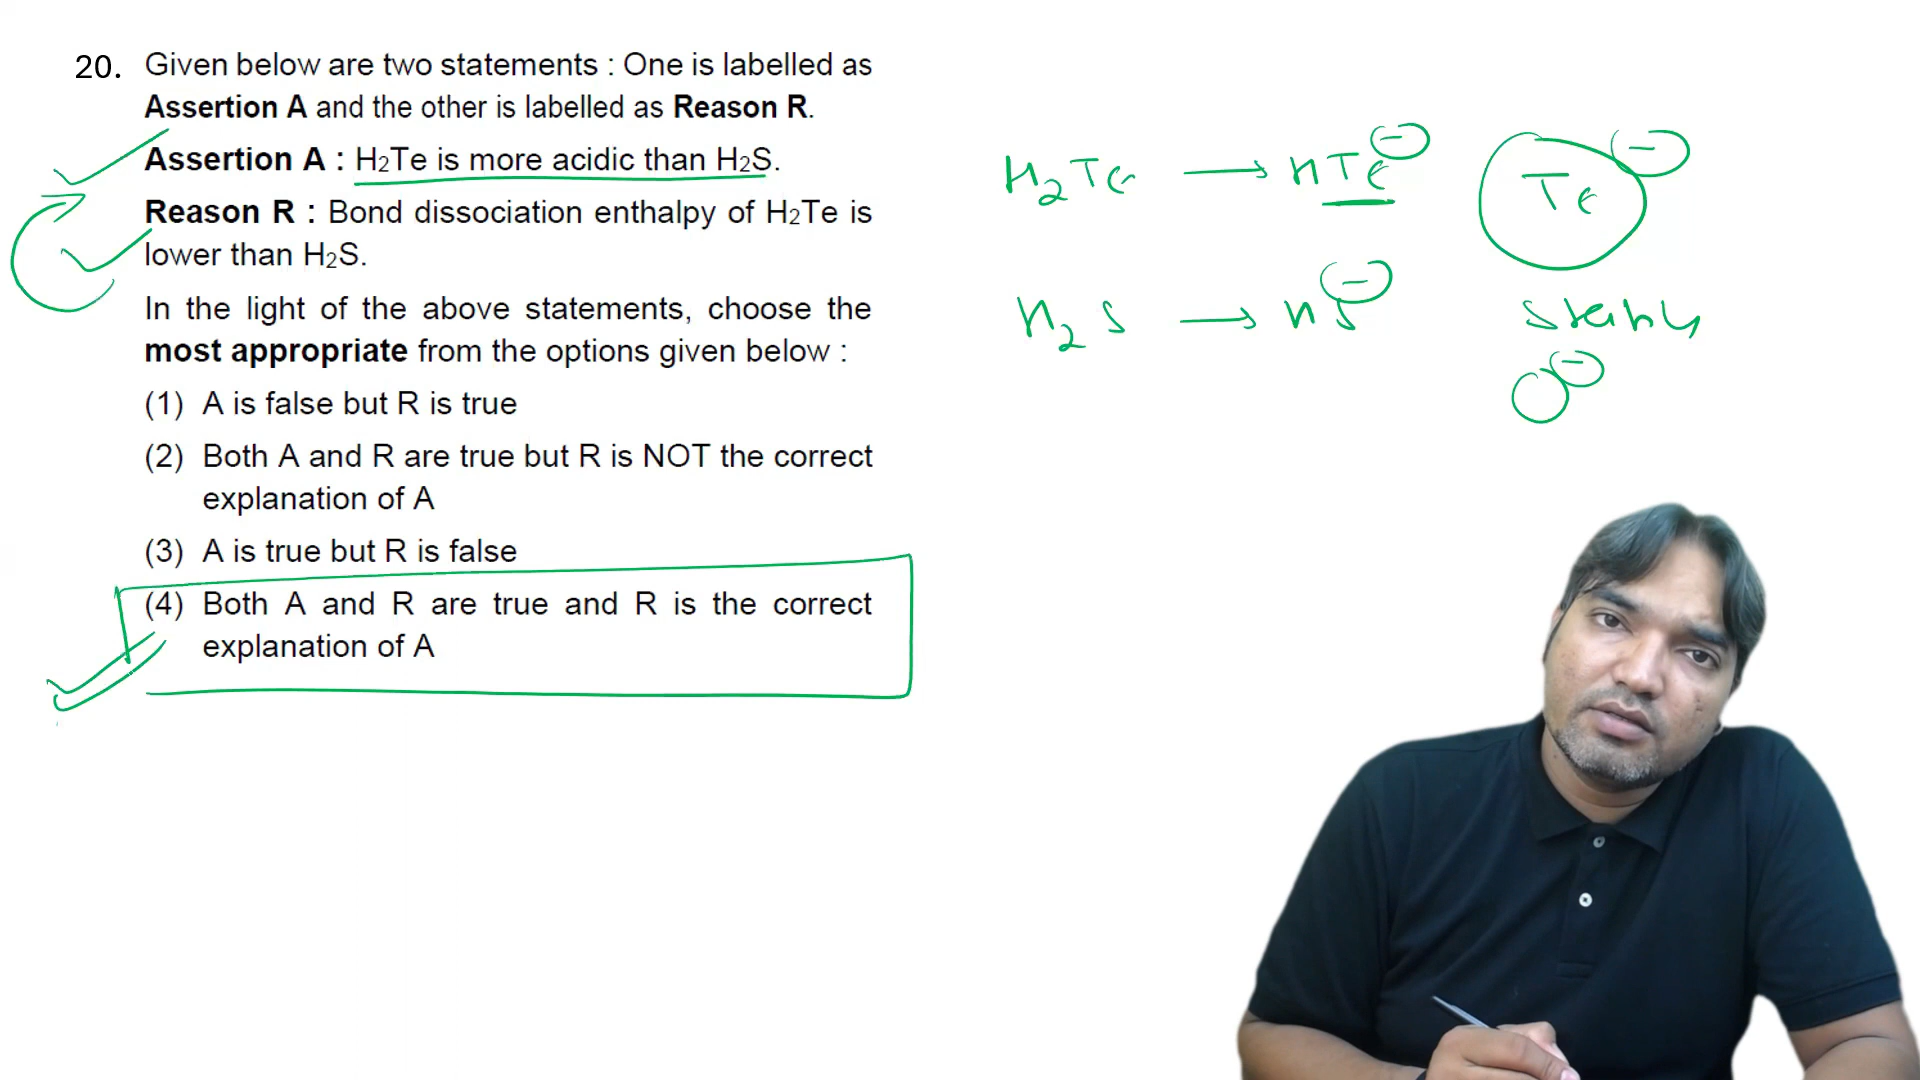 20. Given below are two statements : One is labelled as
Assertion A and the other is labelled as Reason R.
Assertion A : H₂Te is more acidic than H₂S.
Reason R : Bond dissociation enthalpy of H₂Te is
lower than H₂S.
In the light of the above statements, choose the
most appropriate from the options given below :
(1) A is false but R is true
(2) Both A and R are true but R is NOT the correct
explanation of A
(3) A is true but R is false
(4) Both A and R are true and R is the correct
explanation of A
H₂Te → HTe⁻
Te⁻
H₂S → HS⁻